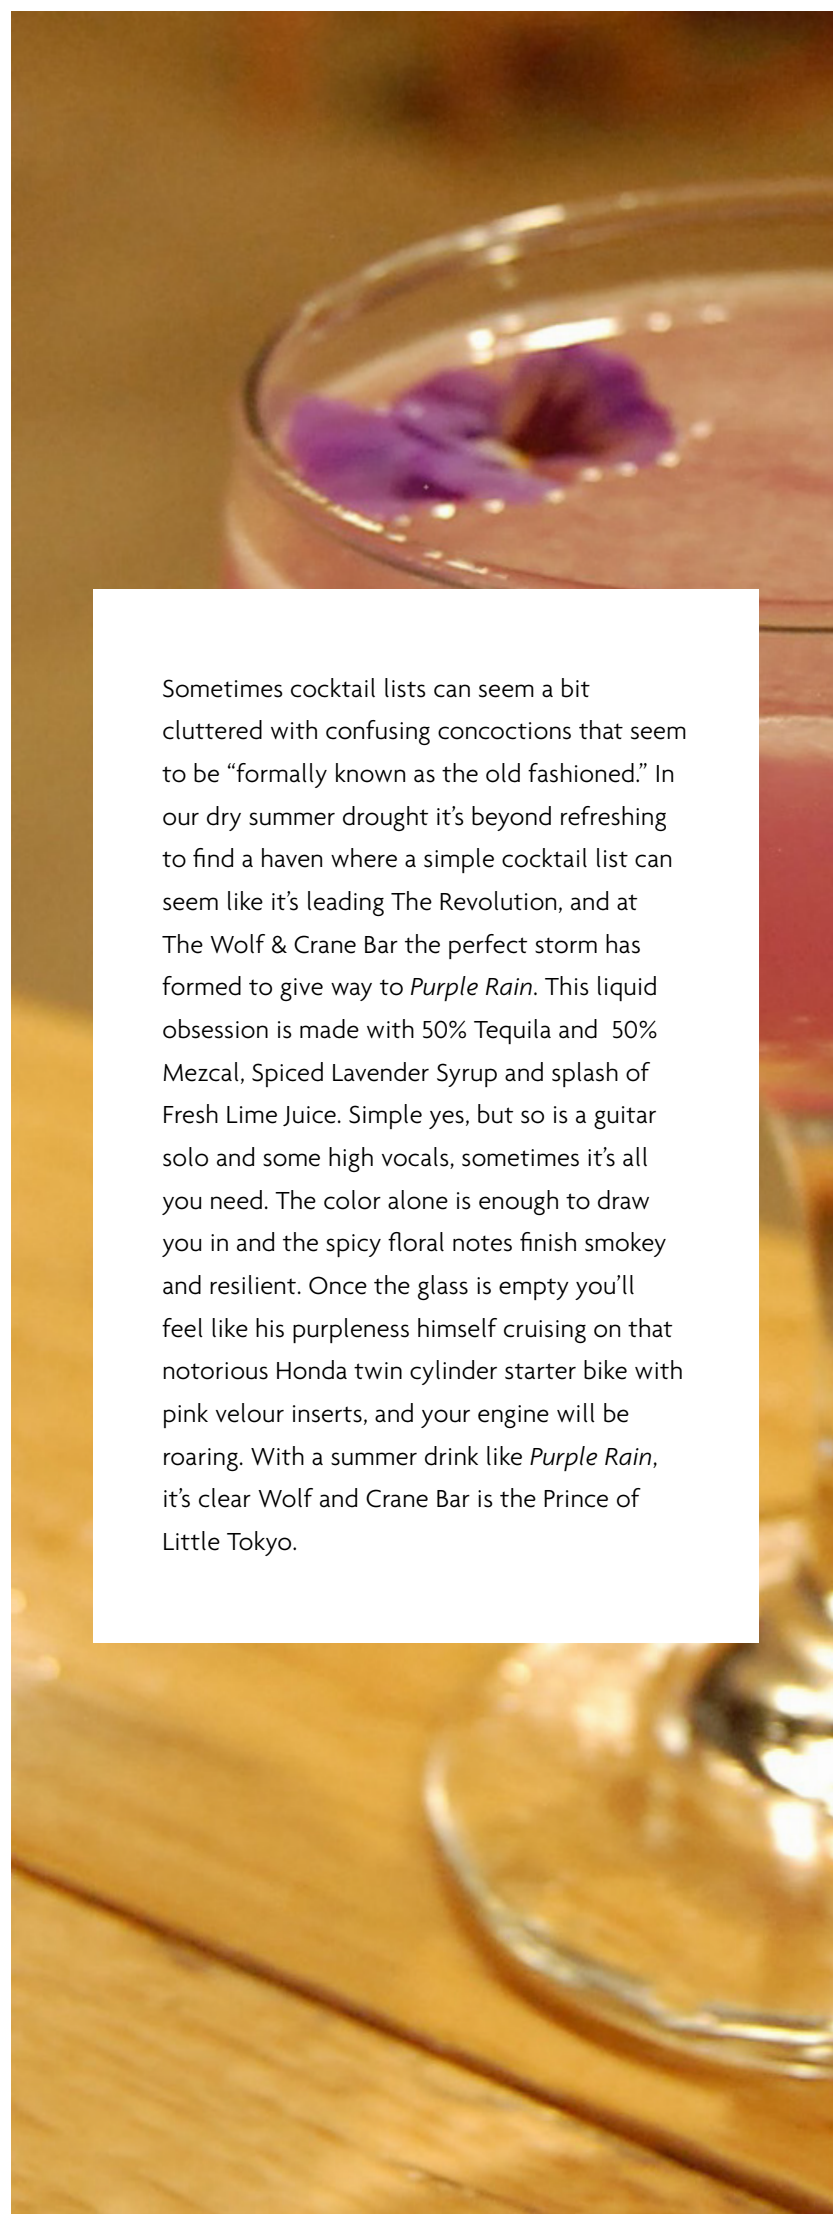 Sometimes cocktail lists can seem a bit
cluttered with confusing concoctions that seem
to be “formally known as the old fashioned.” In
our dry summer drought it’s beyond refreshing
to find a haven where a simple cocktail list can
seem like it’s leading The Revolution, and at
The Wolf & Crane Bar the perfect storm has
formed to give way to Purple Rain. This liquid
obsession is made with 50% Tequila and  50%
Mezcal, Spiced Lavender Syrup and splash of
Fresh Lime Juice. Simple yes, but so is a guitar
solo and some high vocals, sometimes it’s all
you need. The color alone is enough to draw
you in and the spicy floral notes finish smokey
and resilient. Once the glass is empty you’ll
feel like his purpleness himself cruising on that
notorious Honda twin cylinder starter bike with
pink velour inserts, and your engine will be
roaring. With a summer drink like Purple Rain,
it’s clear Wolf and Crane Bar is the Prince of
Little Tokyo.